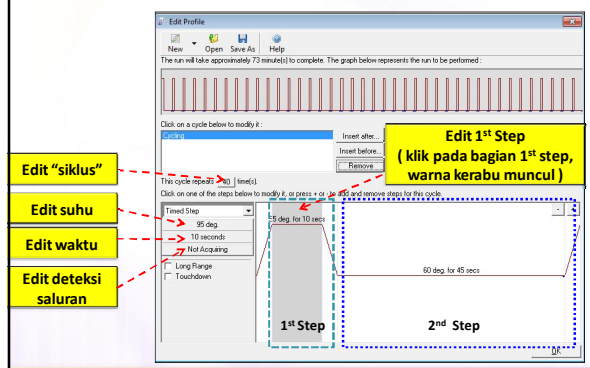 Edit Profile
New Open Save As Help
The run will take approximately 73 minute(s) to complete. The graph below represents the run to be performed :
Click on a cycle below to modify it :
Cycling
Insert after...
Insert before...
Remove
Edit 1st Step
( klik pada bagian 1st step,
warna kerabu muncul )
Edit “siklus”
This cycle repeats 40 time(s).
Click on one of the steps below to modify it, or press + or - to add and remove steps for this cycle.
Edit suhu
Edit waktu
Edit deteksi
saluran
Timed Step
95 deg.
10 seconds
Not Acquiring
Long Range
Touchdown
95 deg. for 10 secs
- +
60 deg. for 45 secs
1st Step
2nd Step
OK